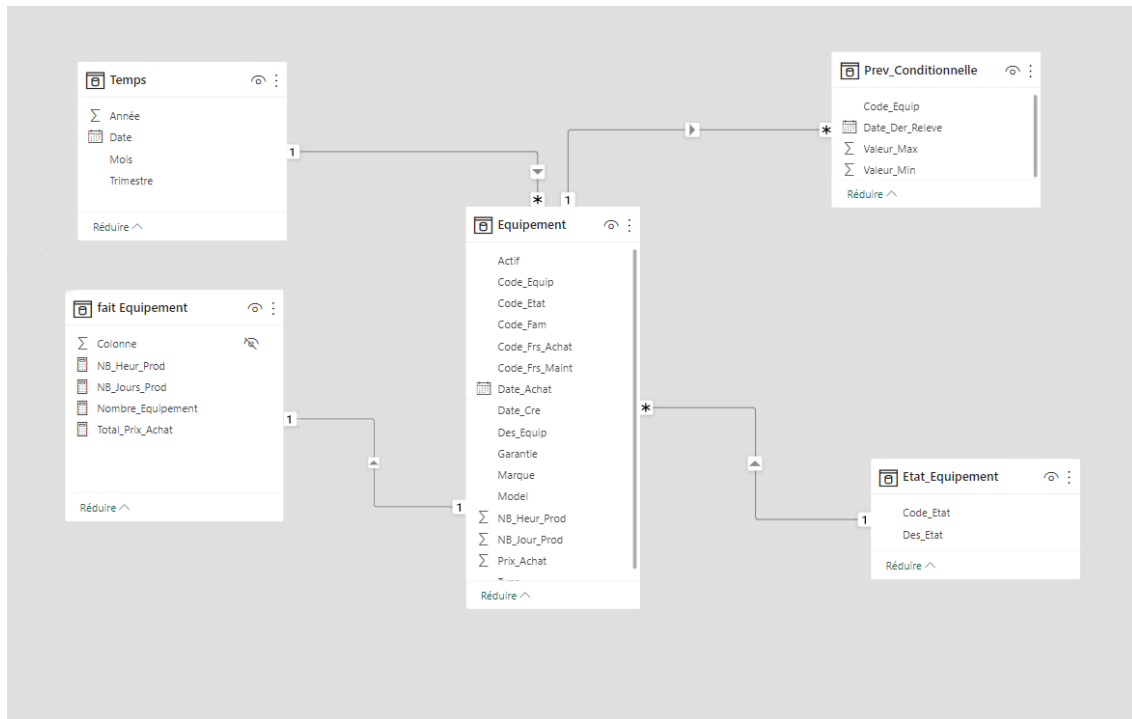 Temps
Année
Date
Mois
Trimestre
Réduire
1
*
fait Equipement
Colonne
NB_Heur_Prod
NB_Jours_Prod
Nombre_Equipement
Total_Prix_Achat
Réduire
1
1
Equipement
Actif
Code_Equip
Code_Etat
Code_Fam
Code_Frs_Achat
Code_Frs_Maint
Date_Achat
Date_Cre
Des_Equip
Garantie
Marque
Model
NB_Heur_Prod
NB_Jour_Prod
Prix_Achat
Réduire
1
*
Prev_Conditionnelle
Code_Equip
Date_Der_Releve
Valeur_Max
Valeur_Min
Réduire
*
1
Etat_Equipement
Code_Etat
Des_Etat
Réduire